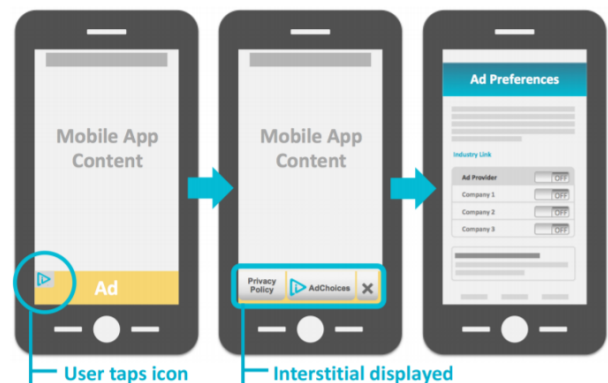 Mobile App
Content
Ad
User taps icon
Mobile App
Content
Privacy
Policy
AdChoices
X
Interstitial displayed
Ad Preferences
Industry Link
Ad Provider OFF
Company 1 OFF
Company 2 OFF
Company 3 OFF